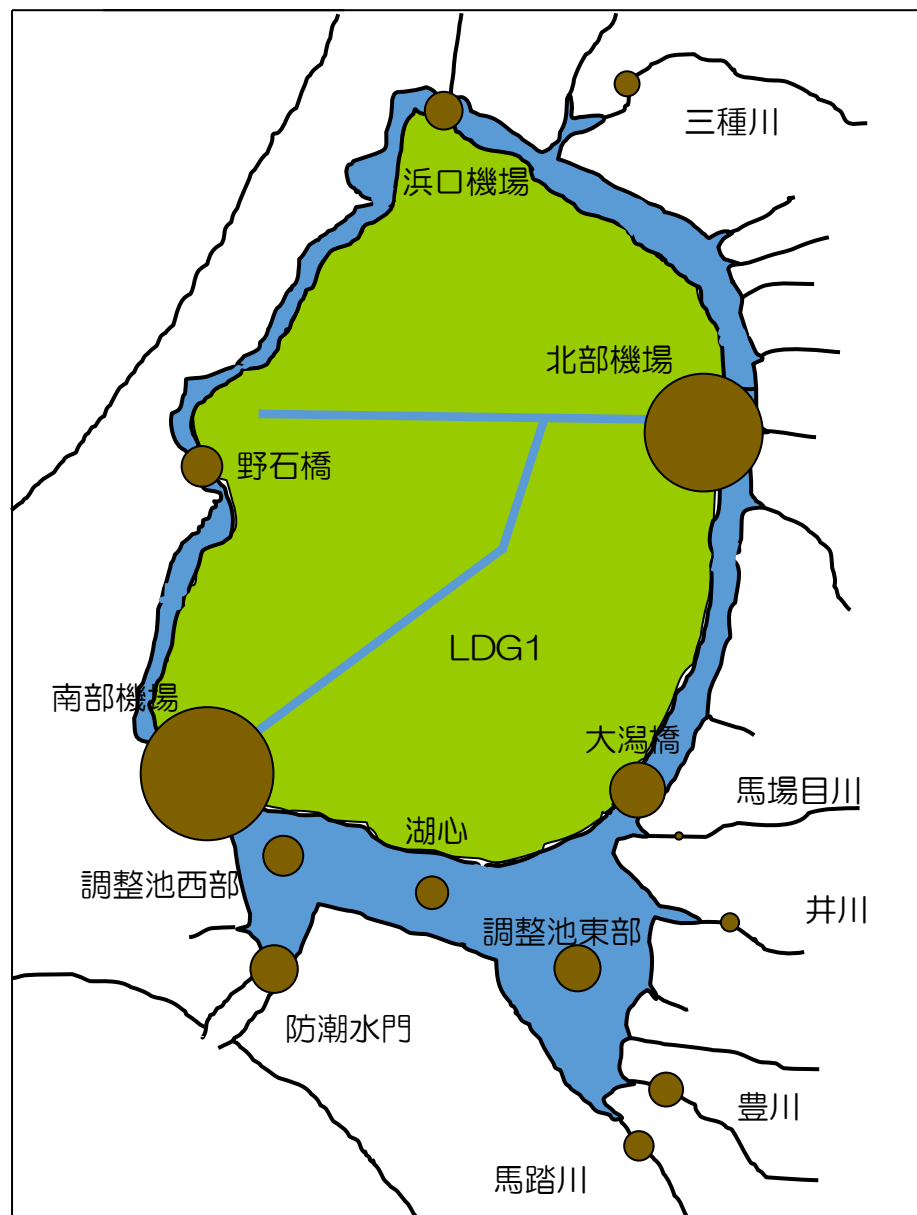 三種川
浜口機場
北部機場
野石橋
LDG1
南部機場
大潟橋
馬場目川
湖心
調整池西部
井川
調整池東部
防潮水門
豊川
馬踏川